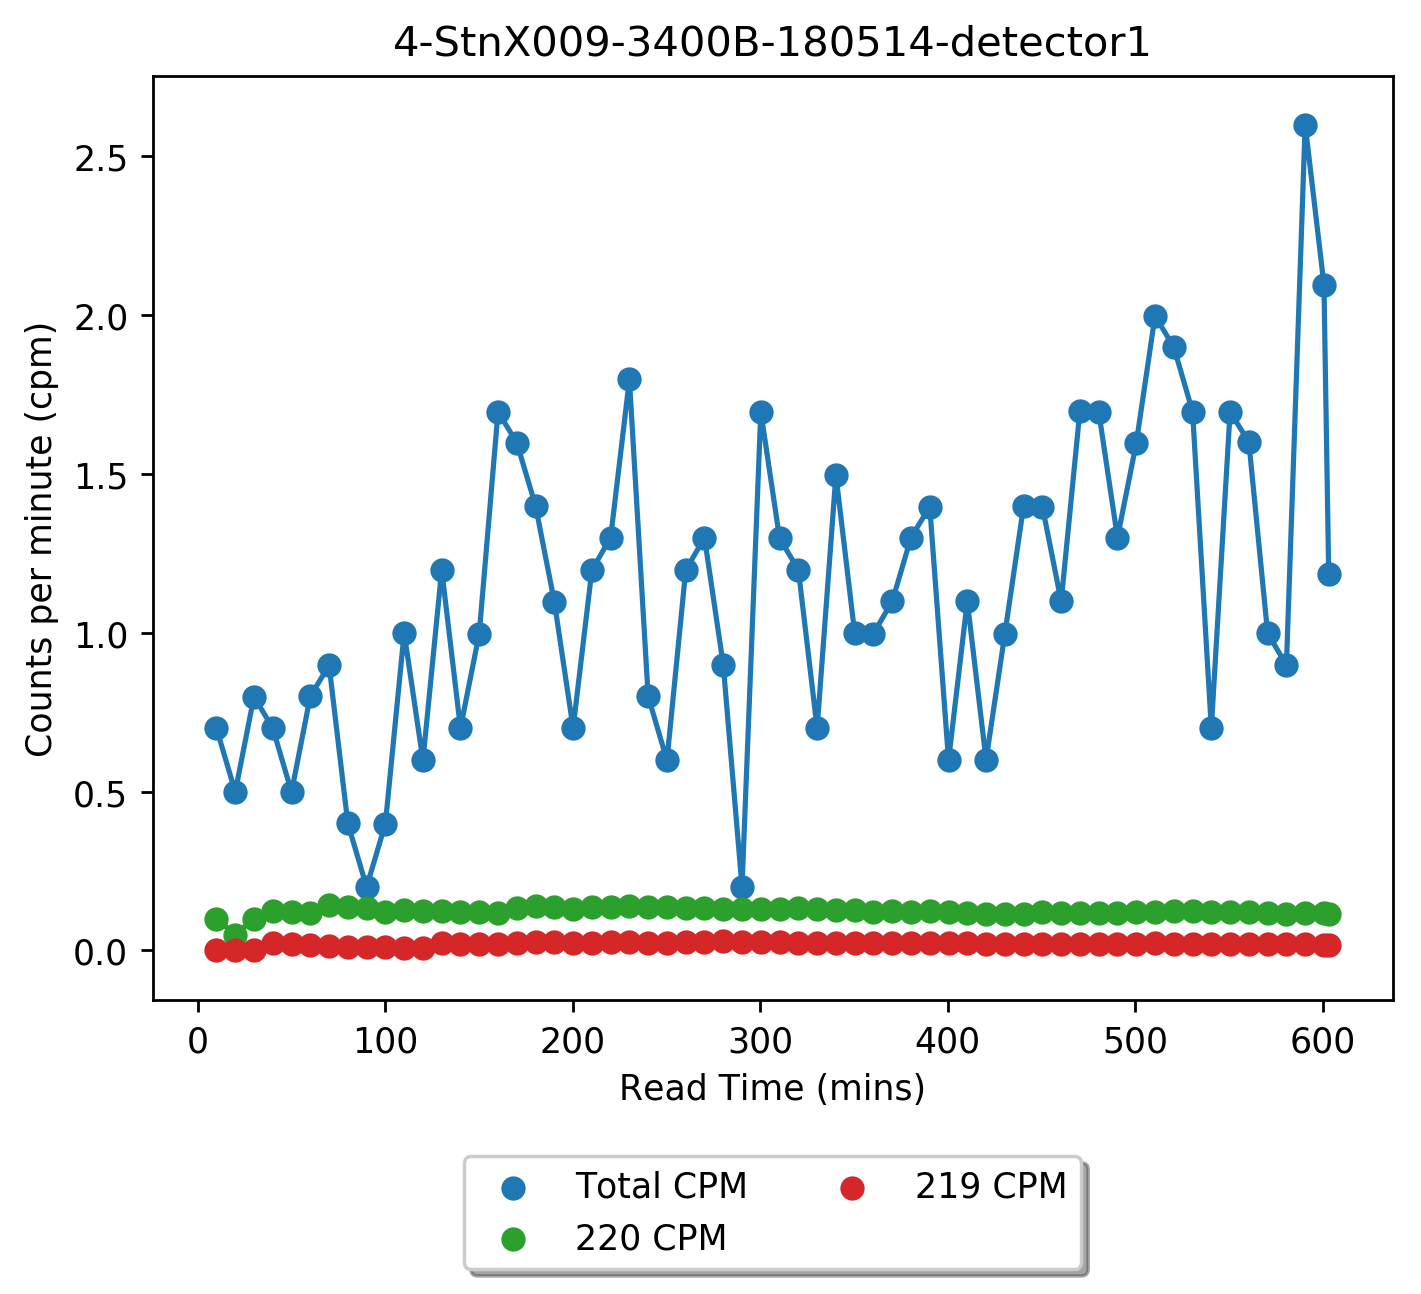 4-StnX009-3400B-180514-detector1
Counts per minute (cpm)
2.5
2.0
1.5
1.0
0.5
0.0
0 100 200 300 400 500 600
Read Time (mins)
Total CPM 219 CPM
220 CPM